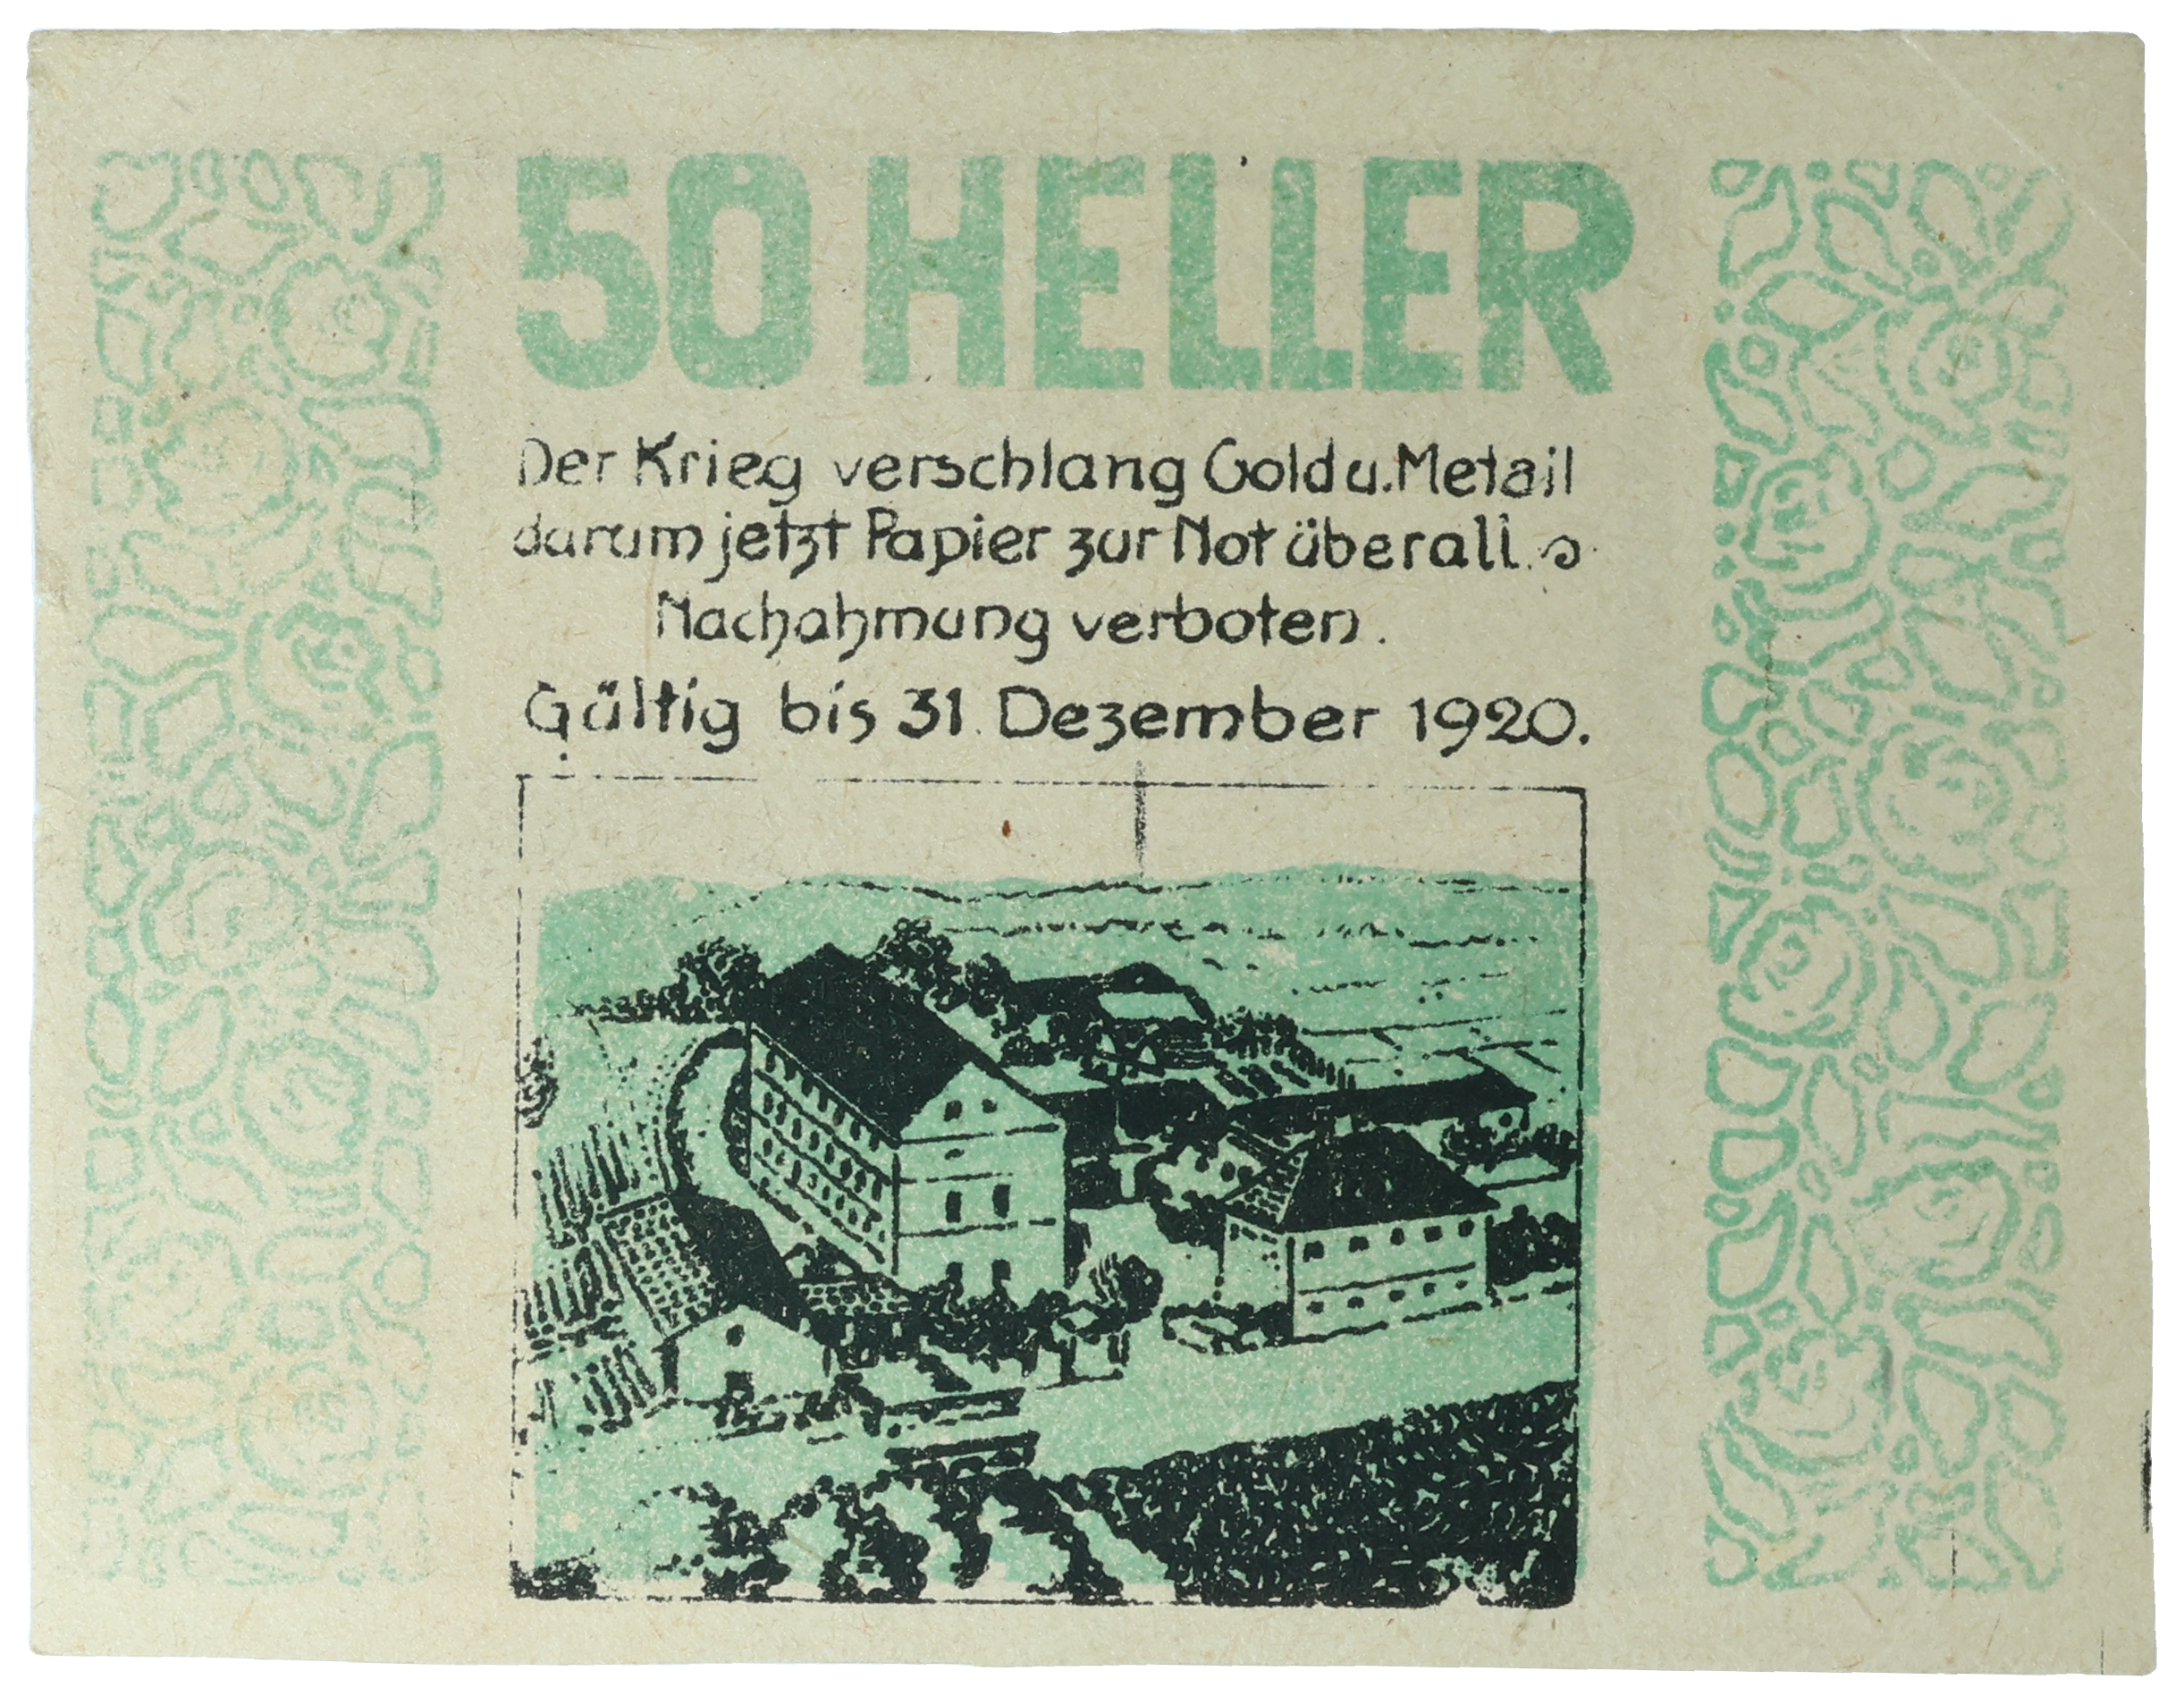 50 HELLER
Der Krieg verschlang Gold u. Metall
darum jetzt Papier zur Not überall.
Nachahmung verboten.
Gültig bis 31. Dezember 1920.